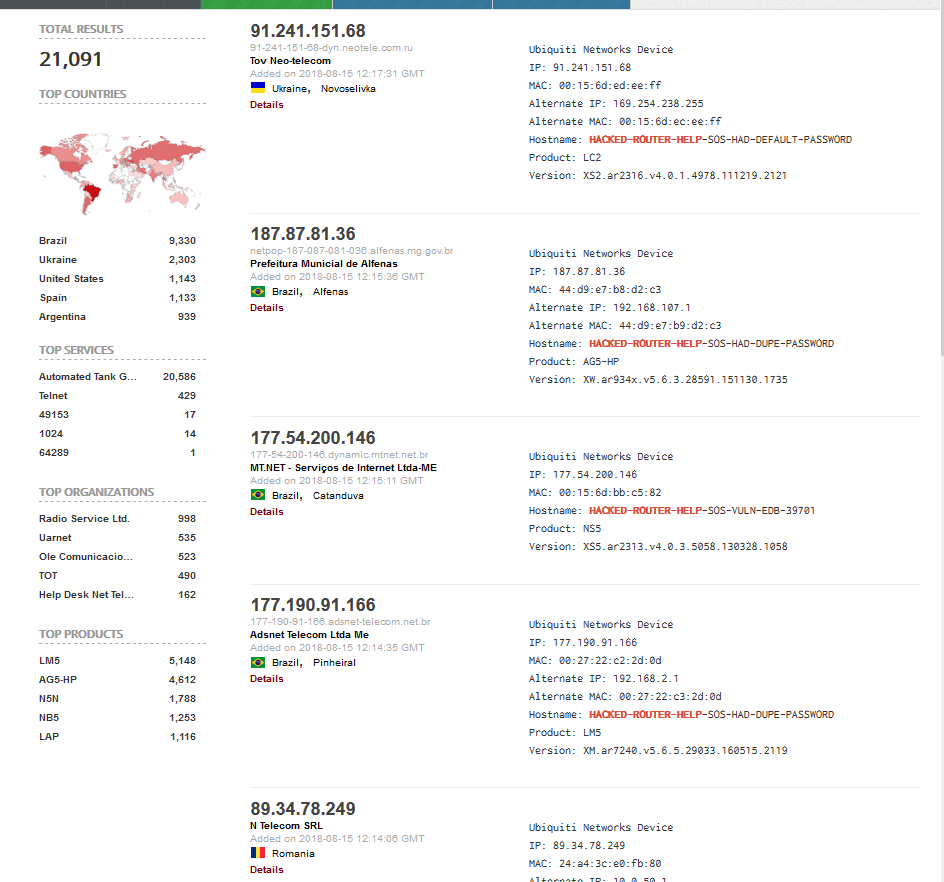 TOTAL RESULTS
21,091
TOP COUNTRIES
Brazil 9,330
Ukraine 2,303
United States 1,143
Spain 1,133
Argentina 939
TOP SERVICES
Automated Tank G... 20,586
Telnet 429
49153 17
1024 14
64289 1
TOP ORGANIZATIONS
Radio Service Ltd. 998
Uarnet 535
Ole Comunicacio... 523
TOT 490
Help Desk Net Tel... 162
TOP PRODUCTS
LM5 5,148
AG5-HP 4,612
N5N 1,788
NB5 1,253
LAP 1,116
91.241.151.68
91-241-151-68-dyn.neotele.com.ru
Tov Neo-telecom
Added on 2018-08-15 12:17:31 GMT
Ukraine, Novoselivka
Details
Ubiquiti Networks Device
IP: 91.241.151.68
MAC: 00:15:6d:ed:ee:ff
Alternate IP: 169.254.238.255
Alternate MAC: 00:15:6d:ec:ee:ff
Hostname: HACKED-ROUTER-HELP-SOS-HAD-DEFAULT-PASSWORD
Product: LC2
Version: XS2.ar2316.v4.0.1.4978.111219.2121
187.87.81.36
netpop-187-087-081-036.alfenas.mg.gov.br
Prefeitura Municial de Alfenas
Added on 2018-08-15 12:15:36 GMT
Brazil, Alfenas
Details
Ubiquiti Networks Device
IP: 187.87.81.36
MAC: 44:d9:e7:b8:d2:c3
Alternate IP: 192.168.107.1
Alternate MAC: 44:d9:e7:b9:d2:c3
Hostname: HACKED-ROUTER-HELP-SOS-HAD-DUPE-PASSWORD
Product: AG5-HP
Version: XW.ar934x.v5.6.3.28591.151130.1735
177.54.200.146
177-54-200-146.dynamic.mtnet.net.br
MT.NET - Serviços de Internet Ltda-ME
Added on 2018-08-15 12:15:11 GMT
Brazil, Catanduva
Details
Ubiquiti Networks Device
IP: 177.54.200.146
MAC: 00:15:6d:bb:c5:82
Hostname: HACKED-ROUTER-HELP-SOS-VULN-EDB-39701
Product: NS5
Version: XS5.ar2313.v4.0.3.5058.130328.1058
177.190.91.166
177-190-91-166.adsnet-telecom.net.br
Adsnet Telecom Ltda Me
Added on 2018-08-15 12:14:35 GMT
Brazil, Pinheiral
Details
Ubiquiti Networks Device
IP: 177.190.91.166
MAC: 00:27:22:c2:2d:0d
Alternate IP: 192.168.2.1
Alternate MAC: 00:27:22:c3:2d:0d
Hostname: HACKED-ROUTER-HELP-SOS-HAD-DUPE-PASSWORD
Product: LM5
Version: XM.ar7240.v5.6.5.29033.160515.2119
89.34.78.249
N Telecom SRL
Added on 2018-08-15 12:14:06 GMT
Romania
Details
Ubiquiti Networks Device
IP: 89.34.78.249
MAC: 24:a4:3c:e0:fb:80
Alternate IP: 10.0.50.1